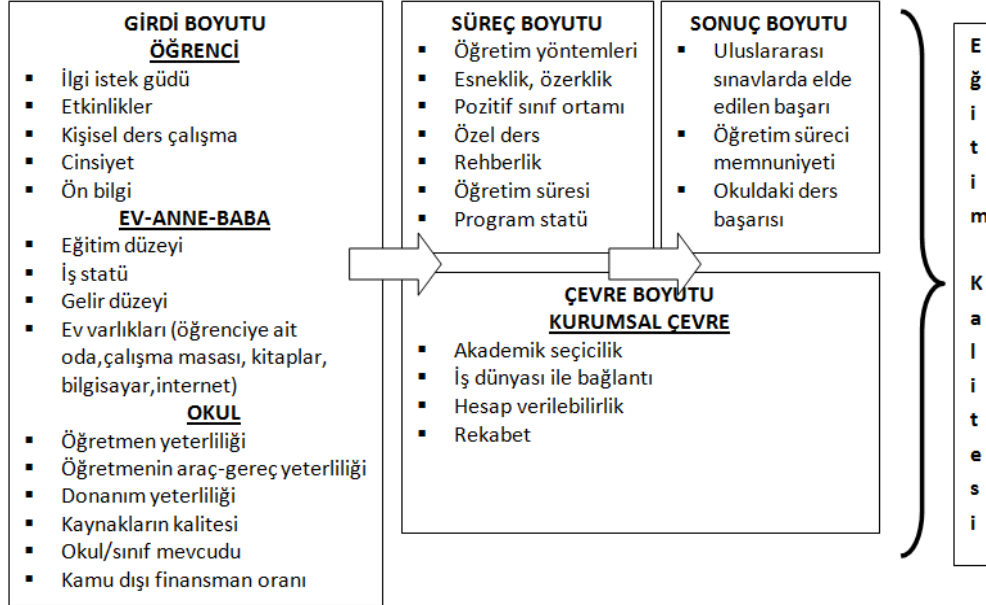 GİRDİ BOYUTU
ÖĞRENCİ
▪ İlgi istek güdü
▪ Etkinlikler
▪ Kişisel ders çalışma
▪ Cinsiyet
▪ Ön bilgi
EV-ANNE-BABA
▪ Eğitim düzeyi
▪ İş statü
▪ Gelir düzeyi
▪ Ev varlıkları (öğrenciye ait
oda,çalışma masası, kitaplar,
bilgisayar,internet)
OKUL
▪ Öğretmen yeterliliği
▪ Öğretmenin araç-gereç yeterliliği
▪ Donanım yeterliliği
▪ Kaynakların kalitesi
▪ Okul/sınıf mevcudu
▪ Kamu dışı finansman oranı
SÜREÇ BOYUTU
▪ Öğretim yöntemleri
▪ Esneklik, özerklik
▪ Pozitif sınıf ortamı
▪ Özel ders
▪ Rehberlik
▪ Öğretim süresi
▪ Program statü
SONUÇ BOYUTU
▪ Uluslararası
sınavlarda elde
edilen başarı
▪ Öğretim süreci
memnuniyeti
▪ Okuldaki ders
başarısı
ÇEVRE BOYUTU
KURUMSAL ÇEVRE
▪ Akademik seçicilik
▪ İş dünyası ile bağlantı
▪ Hesap verilebilirlik
▪ Rekabet
E
ğ
i
t
i
m
K
a
l
i
t
e
s
i